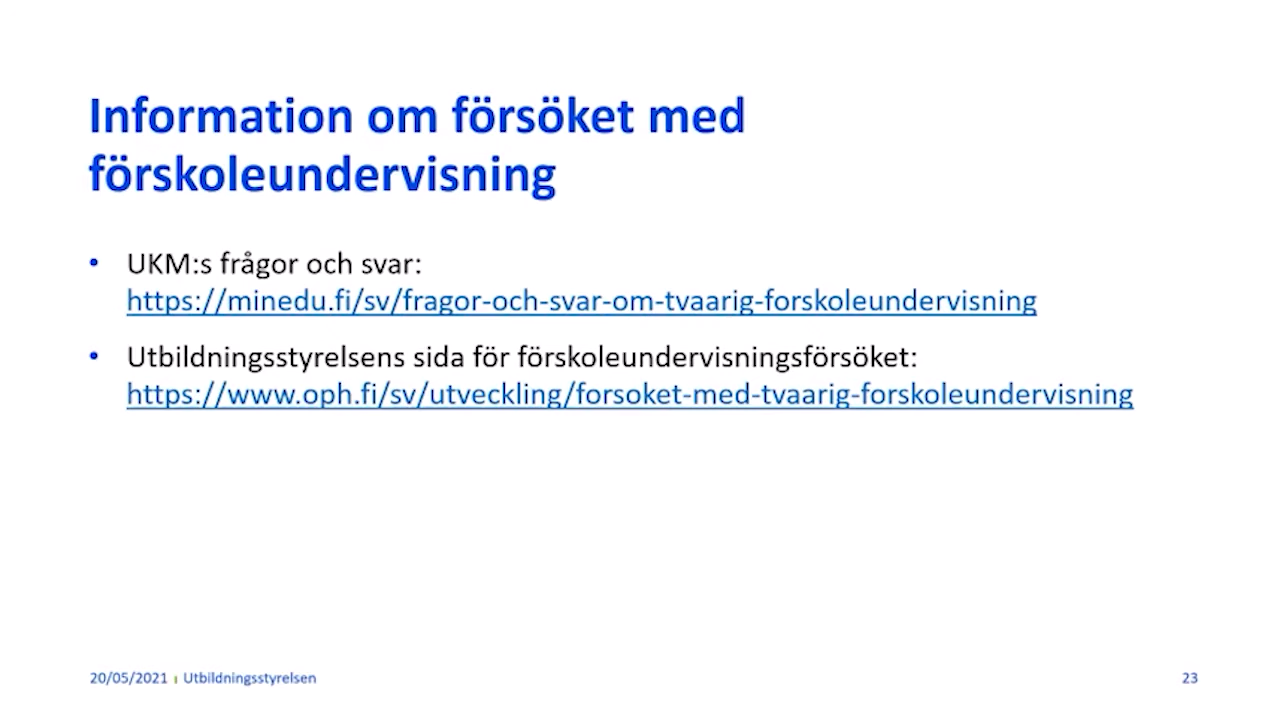 Information om försöket med
förskoleundervisning
• UKM:s frågor och svar:
https://minedu.fi/sv/fragor-och-svar-om-tvaarig-forskoleundervisning
• Utbildningsstyrelsens sida för förskoleundervisningsförsöket:
https://www.oph.fi/sv/utveckling/forsoket-med-tvaarig-forskoleundervisning
20/05/2021 | Utbildningsstyrelsen 23